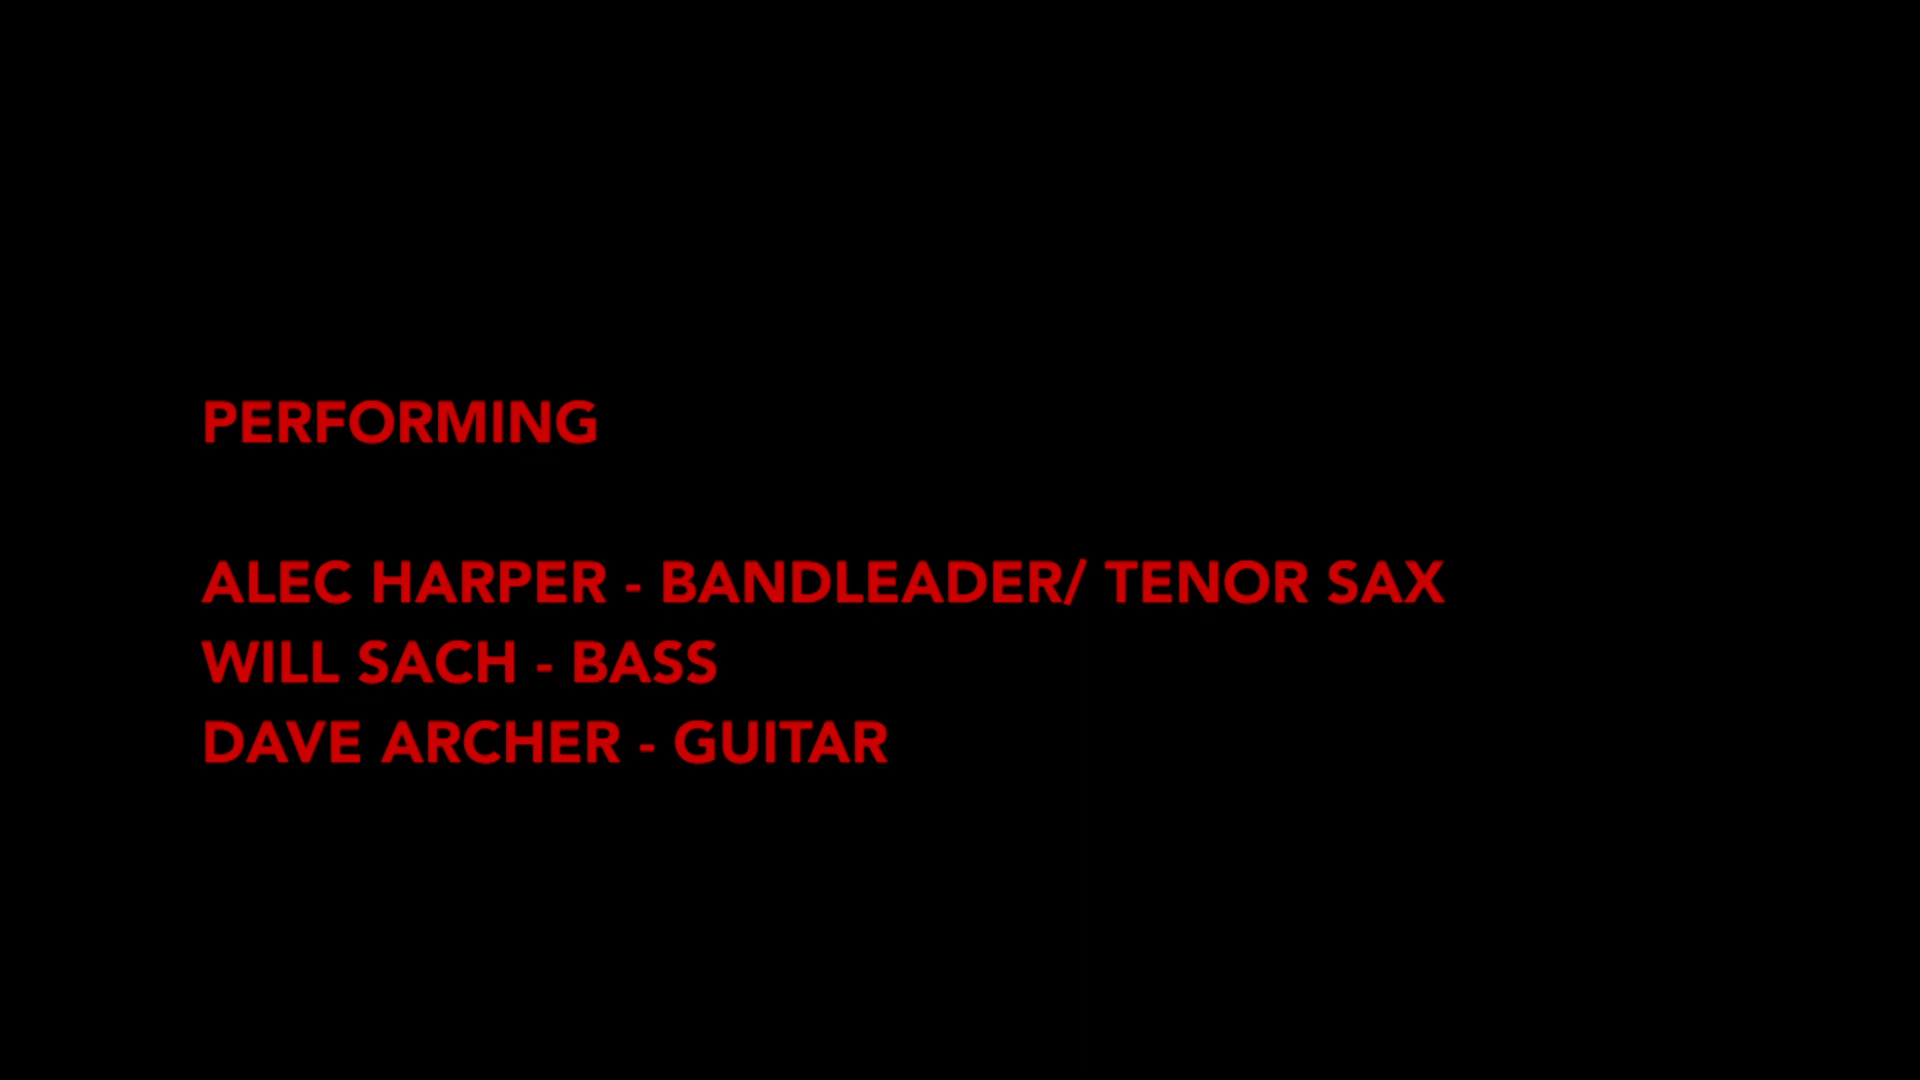 PERFORMING
ALEC HARPER - BANDLEADER/ TENOR SAX
WILL SACH - BASS
DAVE ARCHER - GUITAR